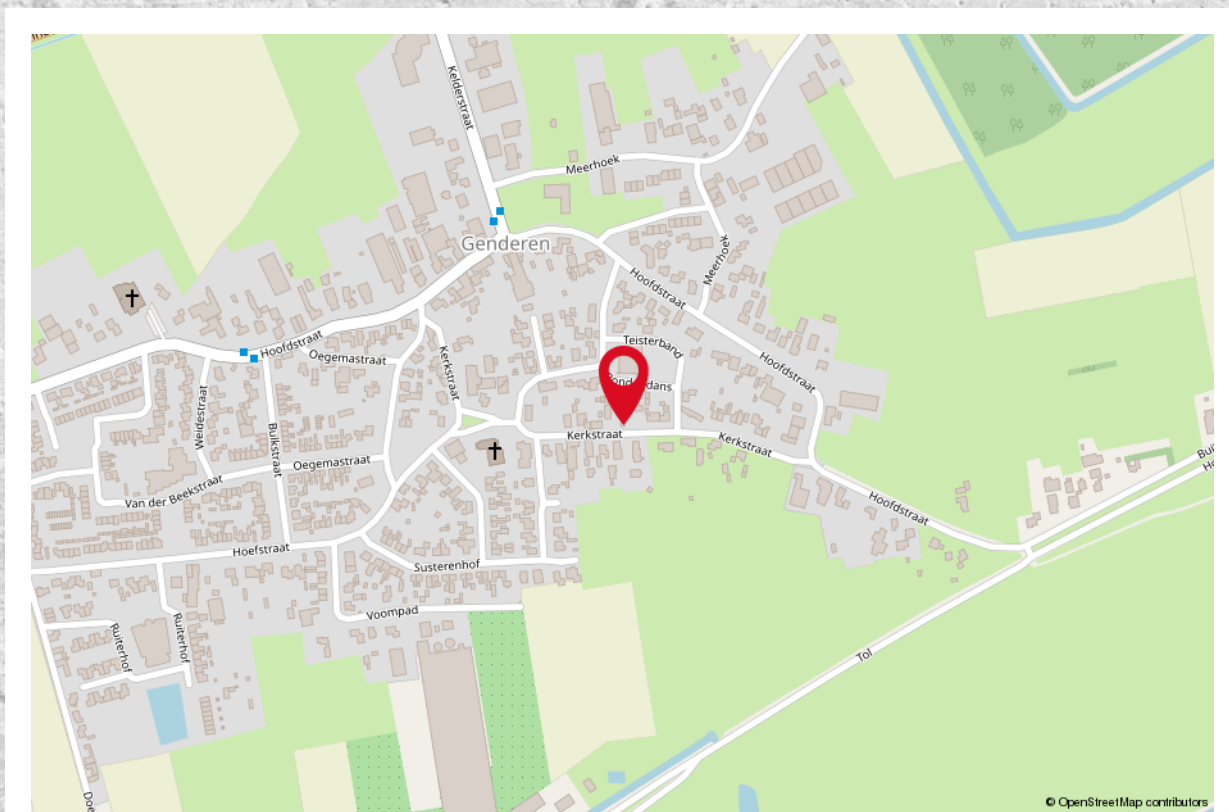 Kelderstraat
Meerhoek
Genderen
Meerhoek
Hoofdstraat
Hoofdstraat
Teisterband
Oegemastraat
Kerkstraat
Hoofdstraat
Weidestraat
Buikstraat
Kerkstraat
Kerkstraat
Oegemastraat
Van der Beekstraat
Hoofdstraat
Hoefstraat
Susterenhof
Voompad
Ruiterhof
Ruiterhof
Tol
© OpenStreetMap contributors